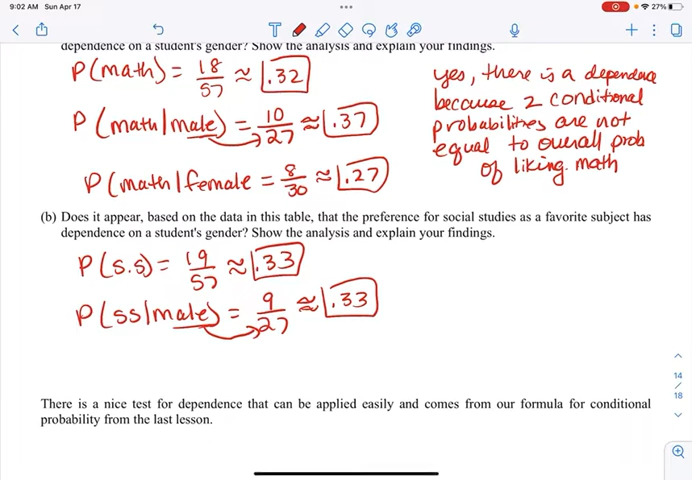 9:02 AM Sun Apr 17
27%
dependence on a student's gender? Show the analysis and explain your findings.
P(math) = 18/57 ≈ .32
P(math|male) = 10/27 ≈ .37
P(math|female = 8/30 ≈ .27
yes, there is a dependence
because 2 conditional
probabilities are not
equal to overall prob
of liking math
(b) Does it appear, based on the data in this table, that the preference for social studies as a favorite subject has
dependence on a student's gender? Show the analysis and explain your findings.
P(s.s) = 19/57 ≈ .33
P(ss|male) = 9/27 ≈ .33
There is a nice test for dependence that can be applied easily and comes from our formula for conditional
probability from the last lesson.
14
/
18